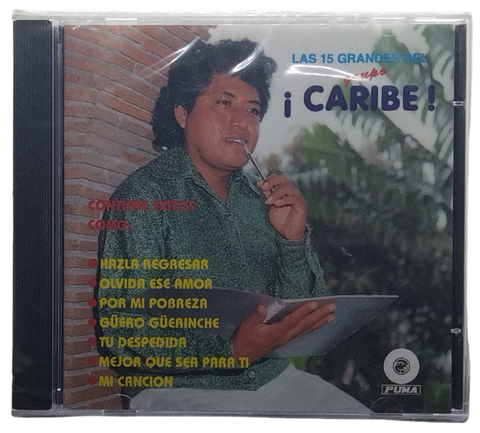 LAS 15 GRANDES DEL
grupo
¡ CARIBE !
CONTIENE EXITOS
COMO:
HAZLA REGRESAR
OLVIDA ESE AMOR
POR MI POBREZA
GÜERO GÜERINCHE
TU DESPEDIDA
MEJOR QUE SEA PARA TI
MI CANCION
PUMA